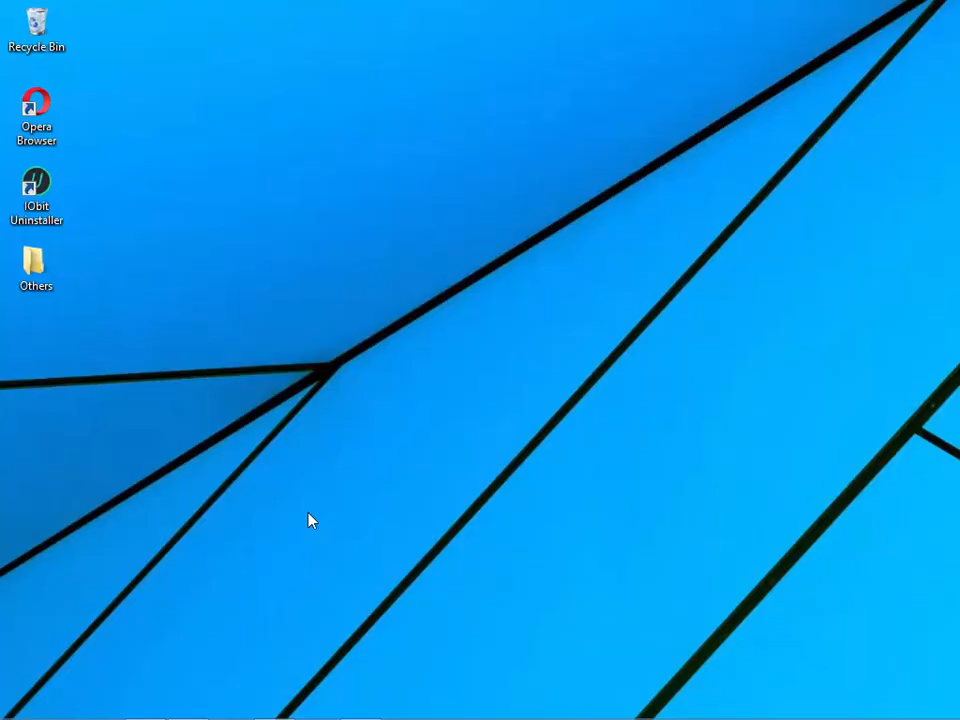 Recycle Bin
Opera
Browser
IObit
Uninstaller
Others